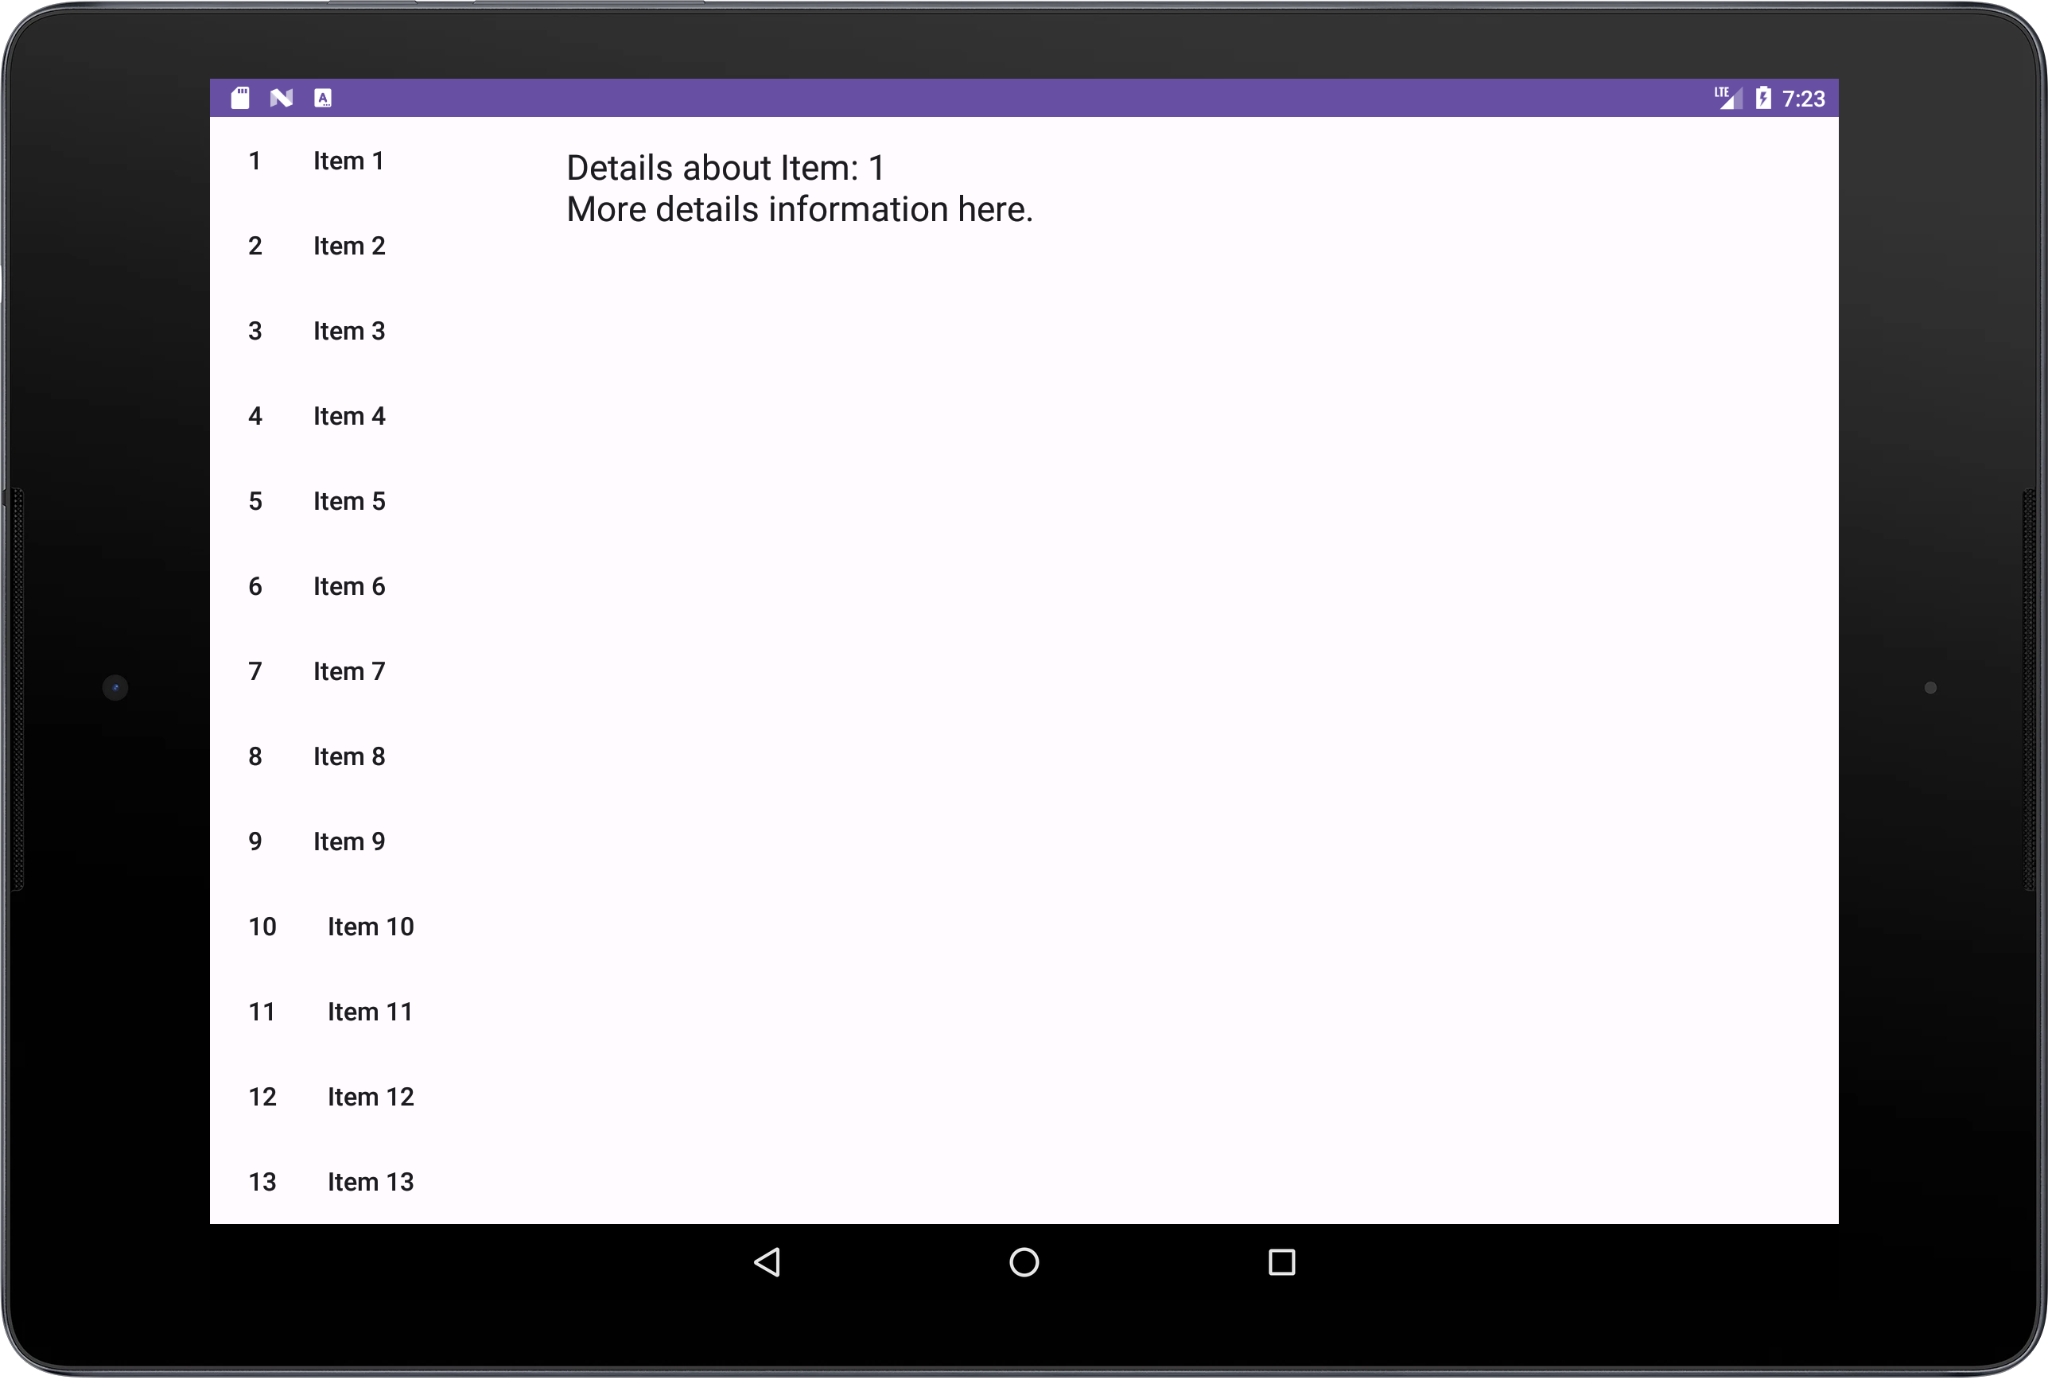 LTE 7:23
1 Item 1
2 Item 2
3 Item 3
4 Item 4
5 Item 5
6 Item 6
7 Item 7
8 Item 8
9 Item 9
10 Item 10
11 Item 11
12 Item 12
13 Item 13
Details about Item: 1
More details information here.